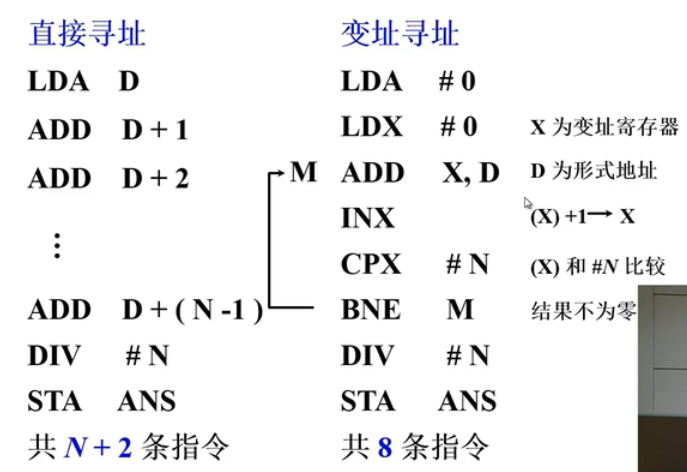 直接寻址
LDA D
ADD D + 1
ADD D + 2
⋮
ADD D + ( N -1 )
DIV # N
STA ANS
共 N + 2 条指令
变址寻址
LDA # 0
LDX # 0 X 为变址寄存器
M ADD X, D D 为形式地址
INX (X) +1→ X
CPX # N (X) 和 #N 比较
BNE M 结果不为零
DIV # N
STA ANS
共 8 条指令